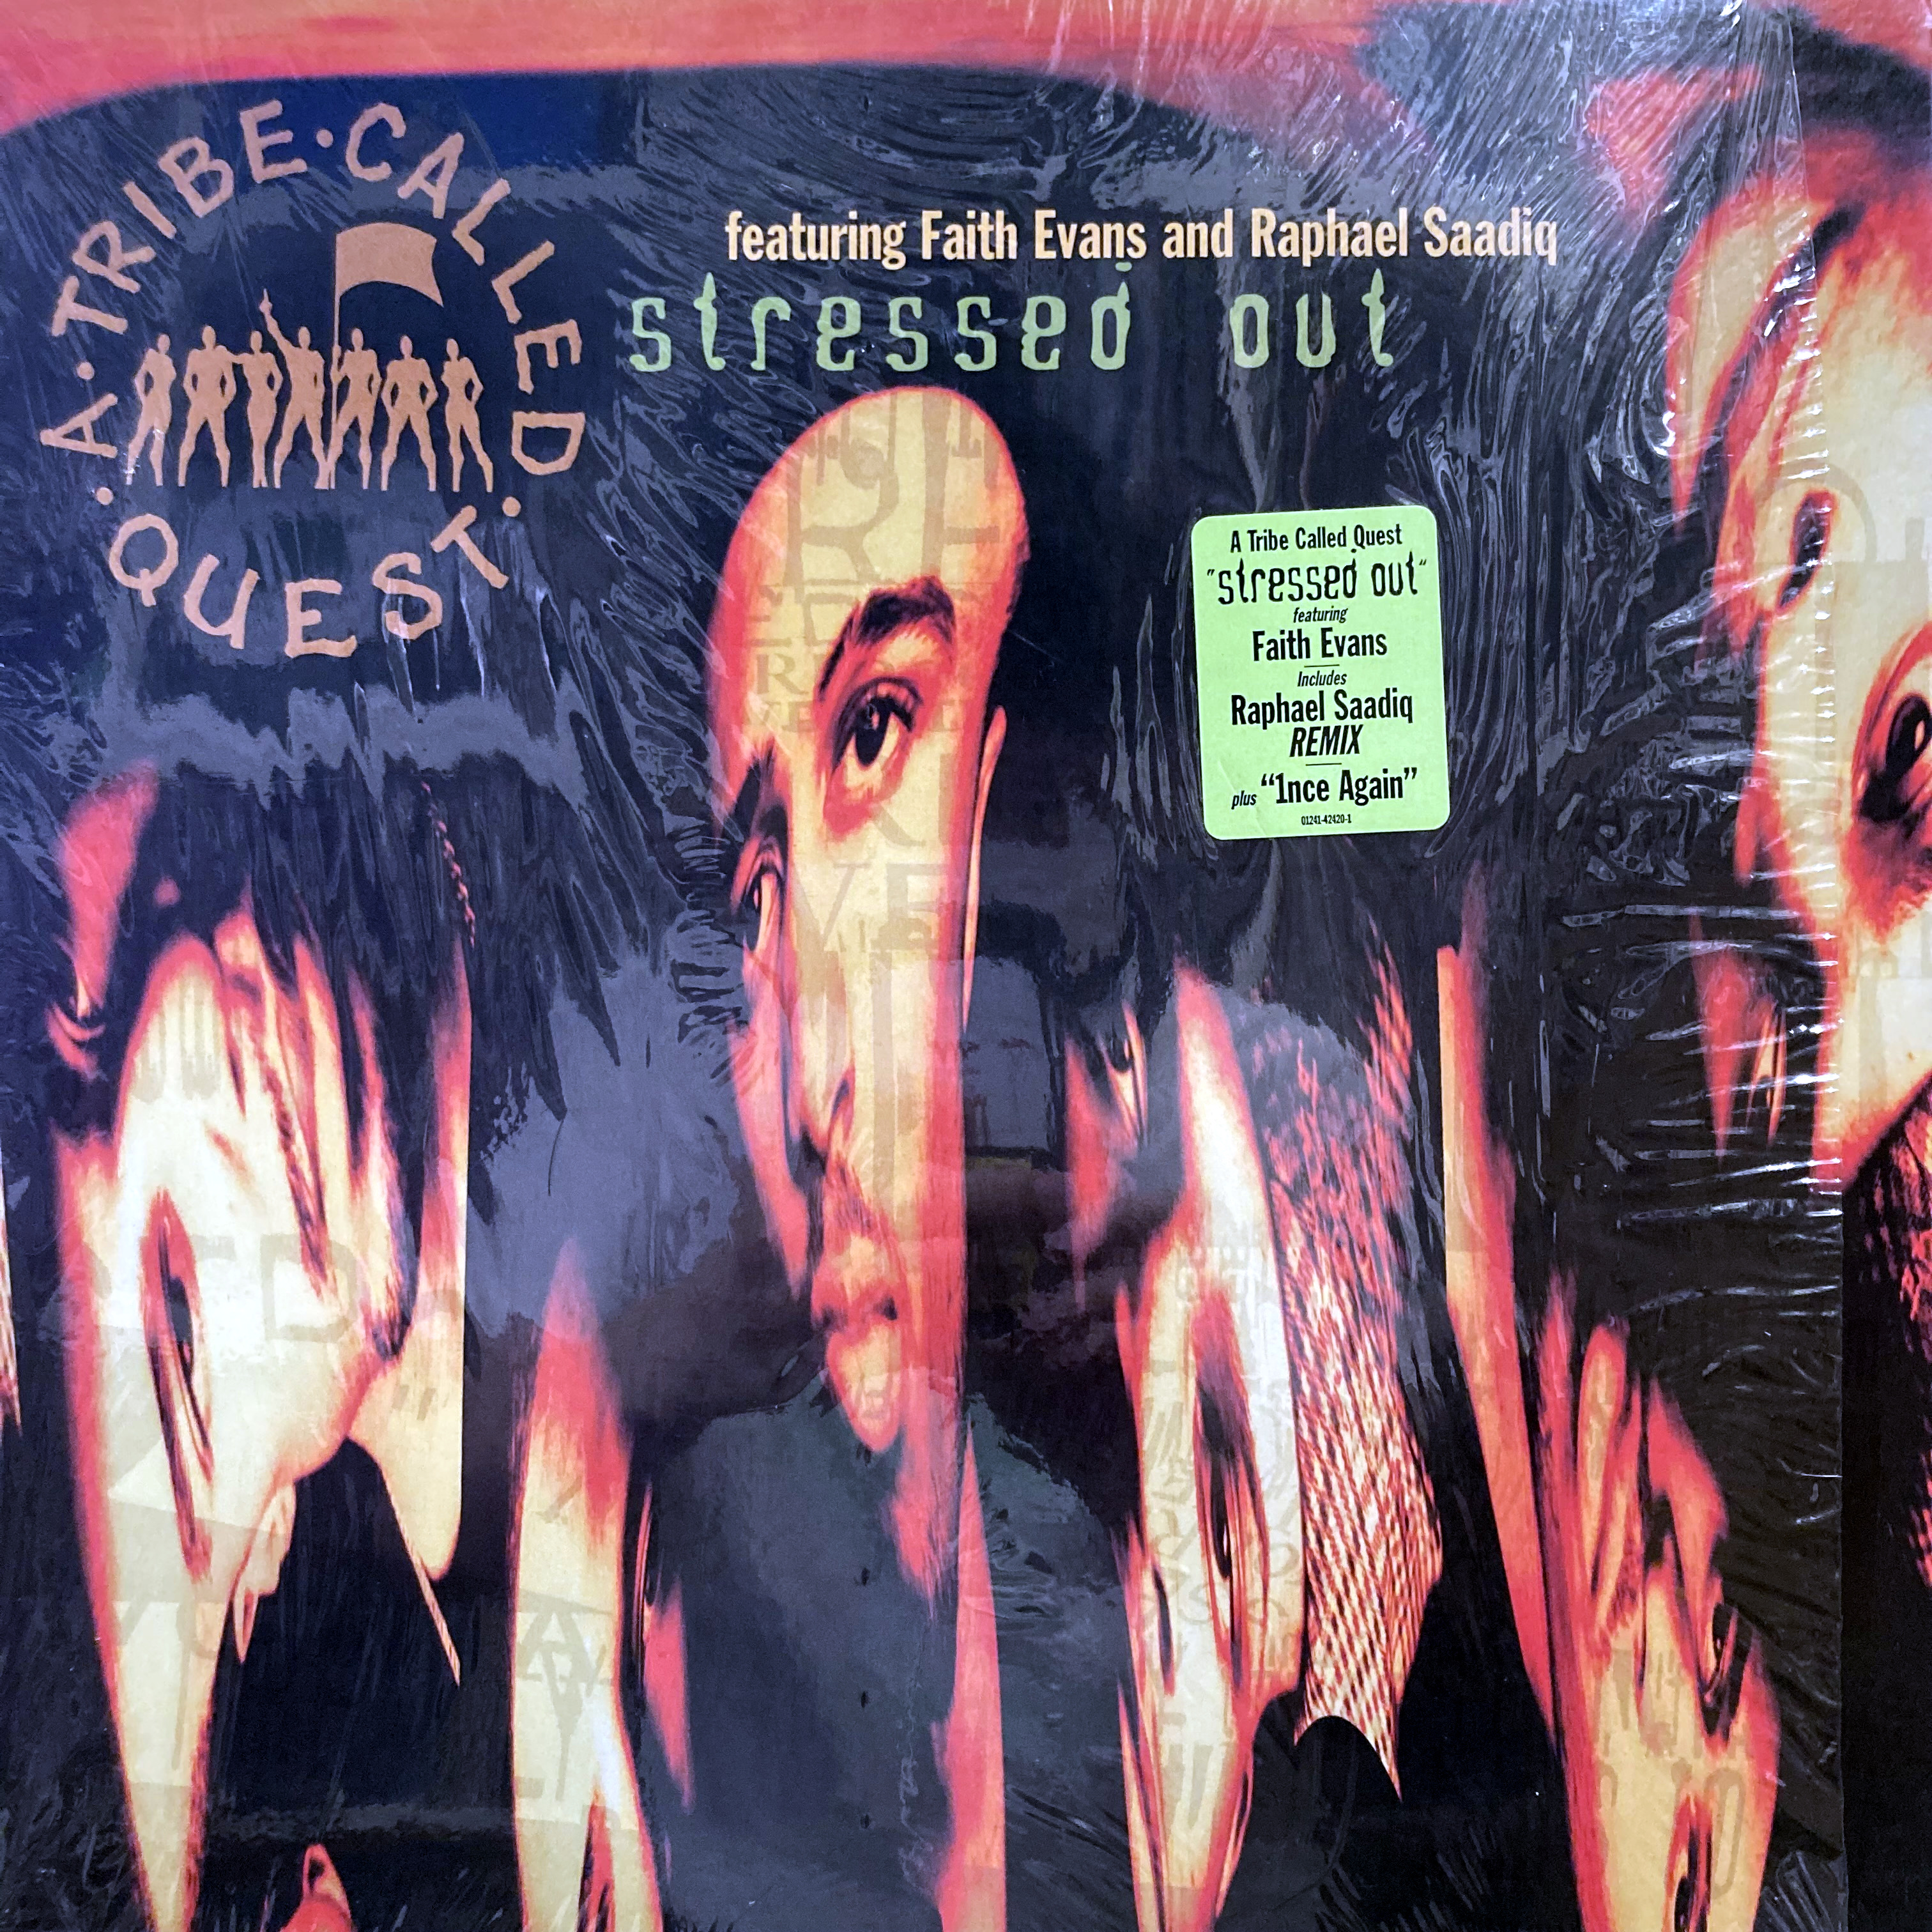 A·TRIBE·CALLED·QUEST·
featuring Faith Evans and Raphael Saadiq
stressed out
A Tribe Called Quest
"stressed out"
featuring
Faith Evans
Includes
Raphael Saadiq
REMIX
plus “1nce Again”
01241-42420-1